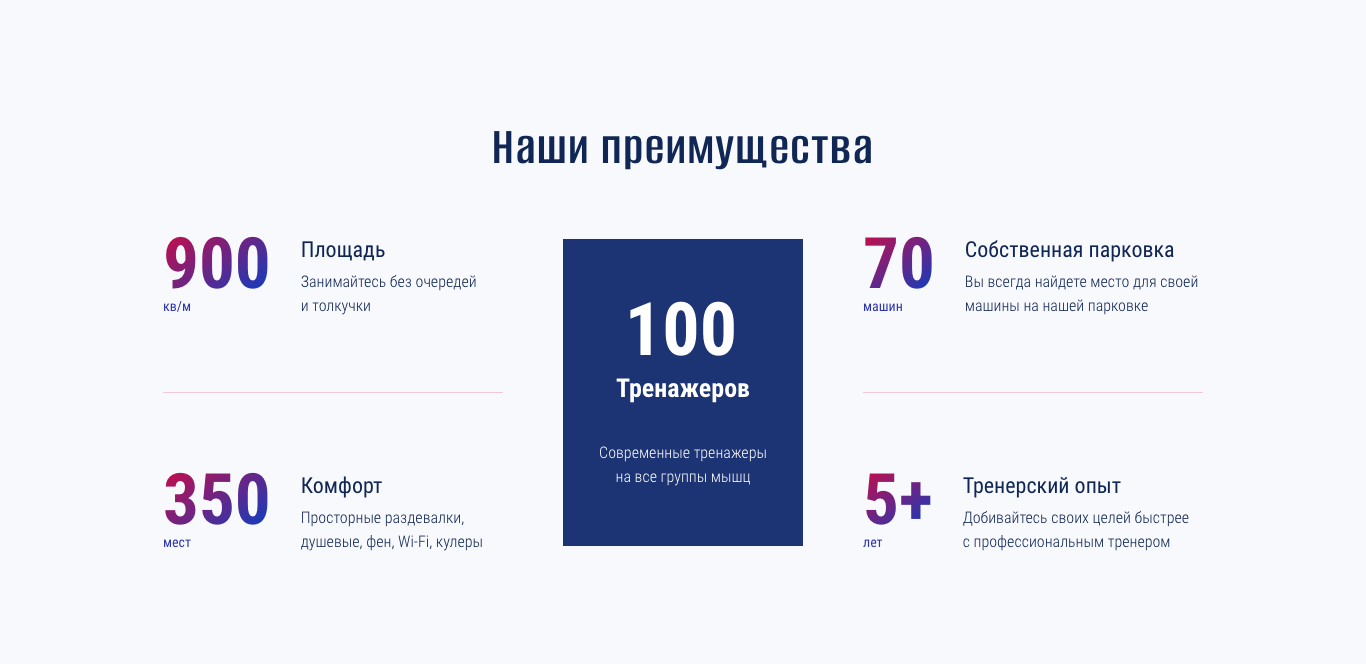 Наши преимущества
900
кв/м
Площадь
Занимайтесь без очередей
и толкучки
350
мест
Комфорт
Просторные раздевалки,
душевые, фен, Wi-Fi, кулеры
100
Тренажеров
Современные тренажеры
на все группы мышц
70
машин
Собственная парковка
Вы всегда найдете место для своей
машины на нашей парковке
5+
лет
Тренерский опыт
Добивайтесь своих целей быстрее
с профессиональным тренером